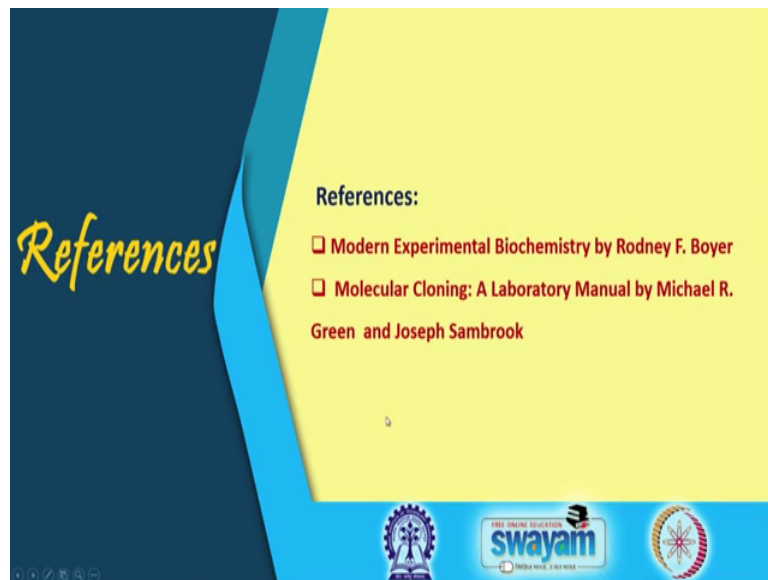 References
References:
❑ Modern Experimental Biochemistry by Rodney F. Boyer
❑ Molecular Cloning: A Laboratory Manual by Michael R.
Green and Joseph Sambrook
FREE ONLINE EDUCATION
swayam